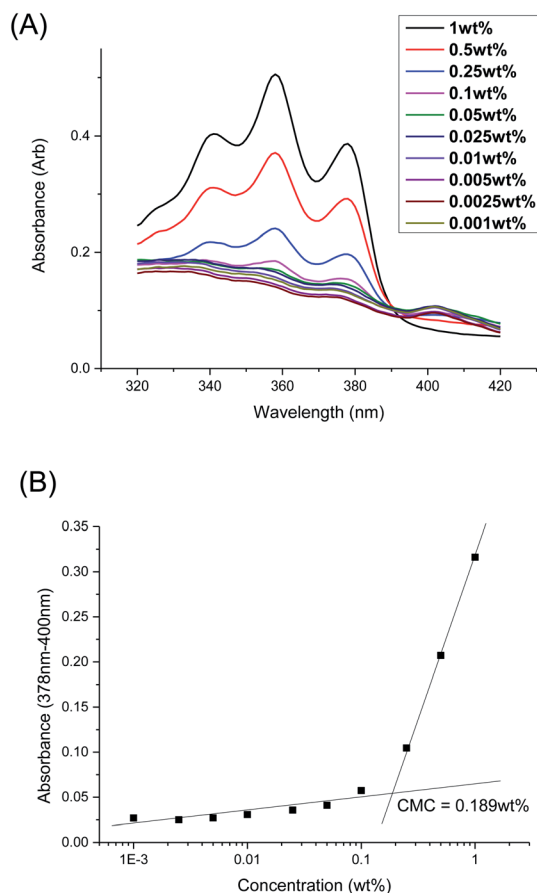 (A)
1wt%
0.5wt%
0.25wt%
0.1wt%
0.05wt%
0.025wt%
0.01wt%
0.005wt%
0.0025wt%
0.001wt%
Absorbance (Arb)
0.4
0.2
0.0
320 340 360 380 400 420
Wavelength (nm)
(B)
Absorbance (378nm-400nm)
0.35
0.30
0.25
0.20
0.15
0.10
0.05
0.00
CMC = 0.189wt%
1E-3 0.01 0.1 1
Concentration (wt%)